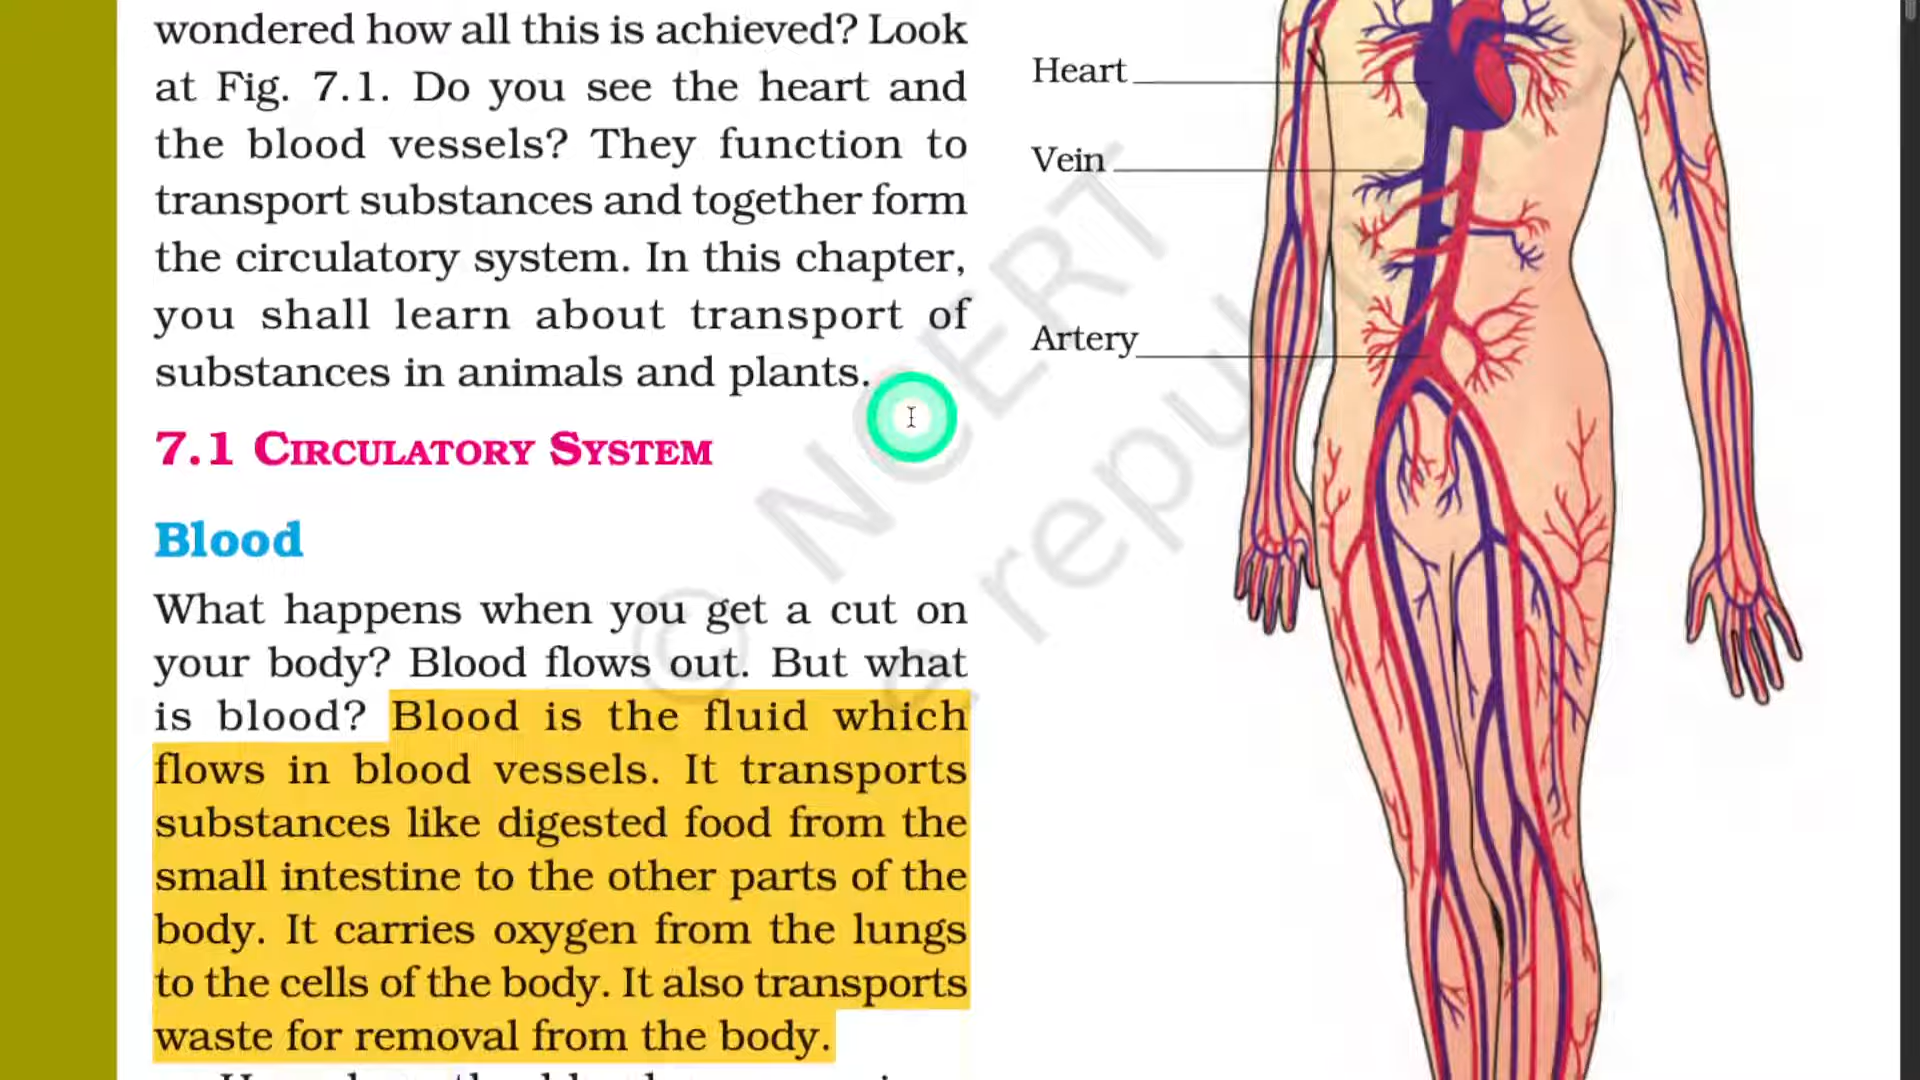 wondered how all this is achieved? Look
at Fig. 7.1. Do you see the heart and
the blood vessels? They function to
transport substances and together form
the circulatory system. In this chapter,
you shall learn about transport of
substances in animals and plants.
7.1 CIRCULATORY SYSTEM
Blood
What happens when you get a cut on
your body? Blood flows out. But what
is blood? Blood is the fluid which
flows in blood vessels. It transports
substances like digested food from the
small intestine to the other parts of the
body. It carries oxygen from the lungs
to the cells of the body. It also transports
waste for removal from the body.
Heart
Vein
Artery
© NCERT